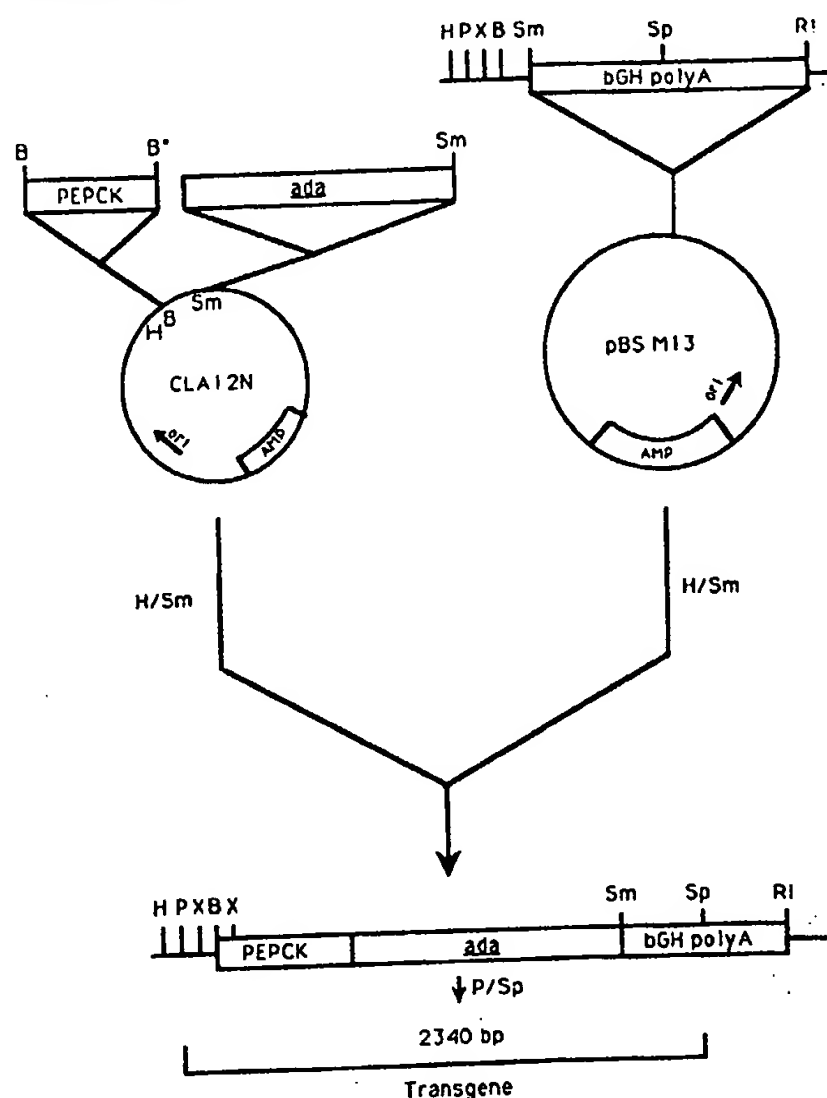 H P X B Sm Sp RI
bGH polyA
B B* Sm
PEPCK ada
H B Sm
CLA12N
ori
AMP
pBS M13
ori
AMP
H/Sm H/Sm
H P X B X Sm Sp RI
PEPCK ada bGH polyA
P/Sp
2340 bp
Transgene